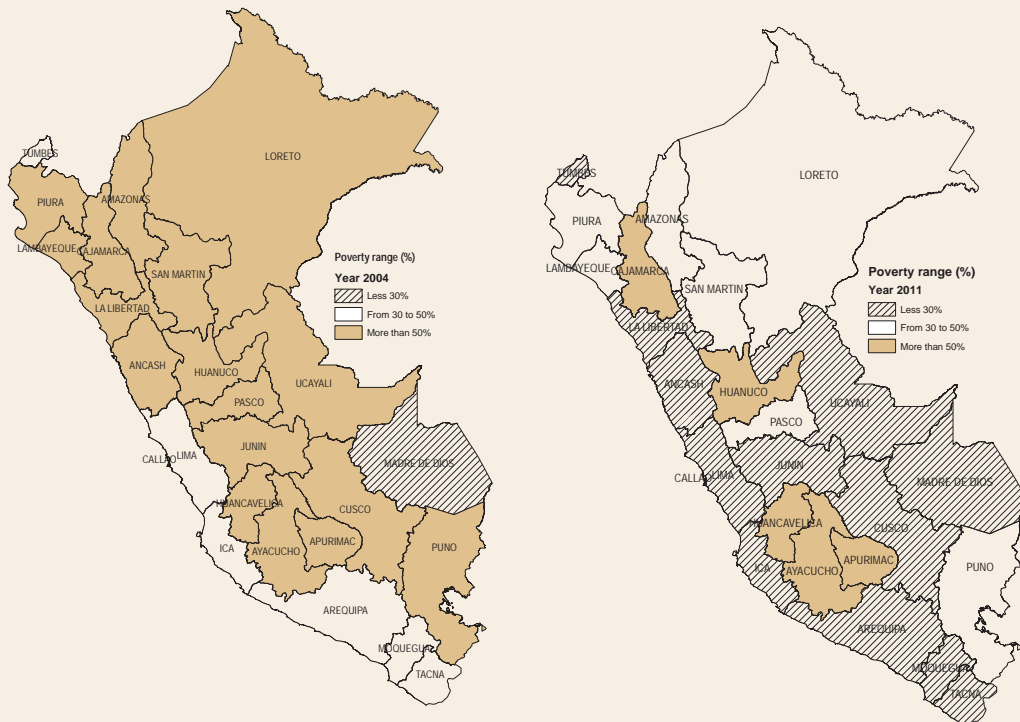 TUMBES
LORETO
PIURA
AMAZONAS
LAMBAYEQUE
CAJAMARCA
SAN MARTIN
LA LIBERTAD
ANCASH
HUANUCO
UCAYALI
PASCO
JUNIN
CALLAO
LIMA
MADRE DE DIOS
HUANCAVELICA
CUSCO
ICA
AYACUCHO
APURIMAC
PUNO
AREQUIPA
MOQUEGUA
TACNA
Poverty range (%)
Year 2004
Less 30%
From 30 to 50%
More than 50%
TUMBES
LORETO
PIURA
AMAZONAS
LAMBAYEQUE
CAJAMARCA
SAN MARTIN
LA LIBERTAD
ANCASH
HUANUCO
UCAYALI
PASCO
JUNIN
CALLAO
LIMA
MADRE DE DIOS
HUANCAVELICA
CUSCO
ICA
AYACUCHO
APURIMAC
PUNO
AREQUIPA
MOQUEGUA
TACNA
Poverty range (%)
Year 2011
Less 30%
From 30 to 50%
More than 50%